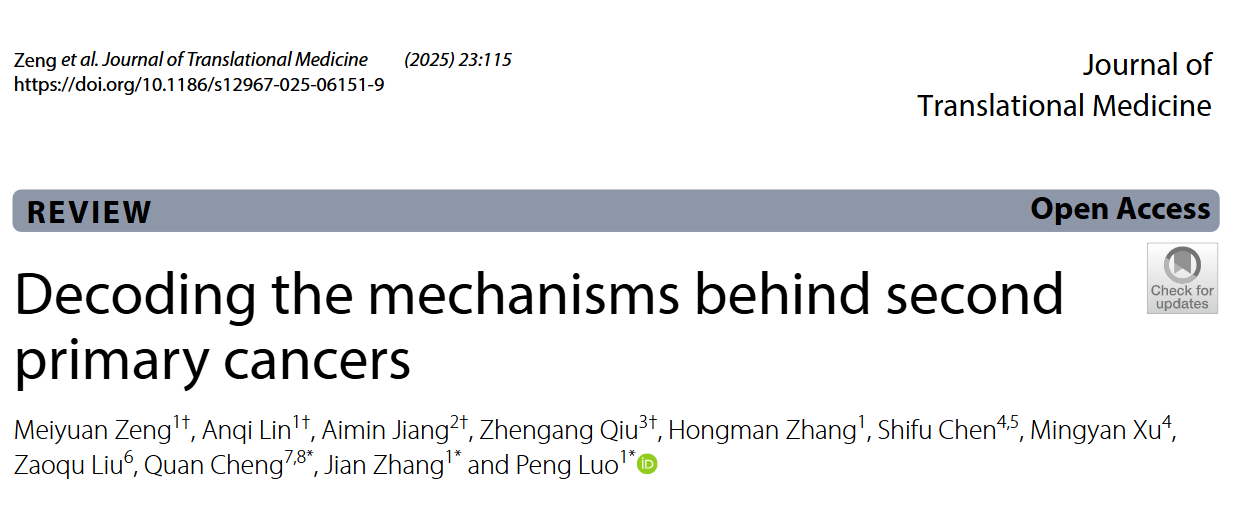 Zeng et al. Journal of Translational Medicine (2025) 23:115
https://doi.org/10.1186/s12967-025-06151-9
Journal of
Translational Medicine
REVIEW
Open Access
Decoding the mechanisms behind second
primary cancers
Check for
updates
Meiyuan Zeng1†, Anqi Lin1†, Aimin Jiang2†, Zhengang Qiu3†, Hongman Zhang1, Shifu Chen4,5, Mingyan Xu4,
Zaoqu Liu6, Quan Cheng7,8*, Jian Zhang1* and Peng Luo1* iD